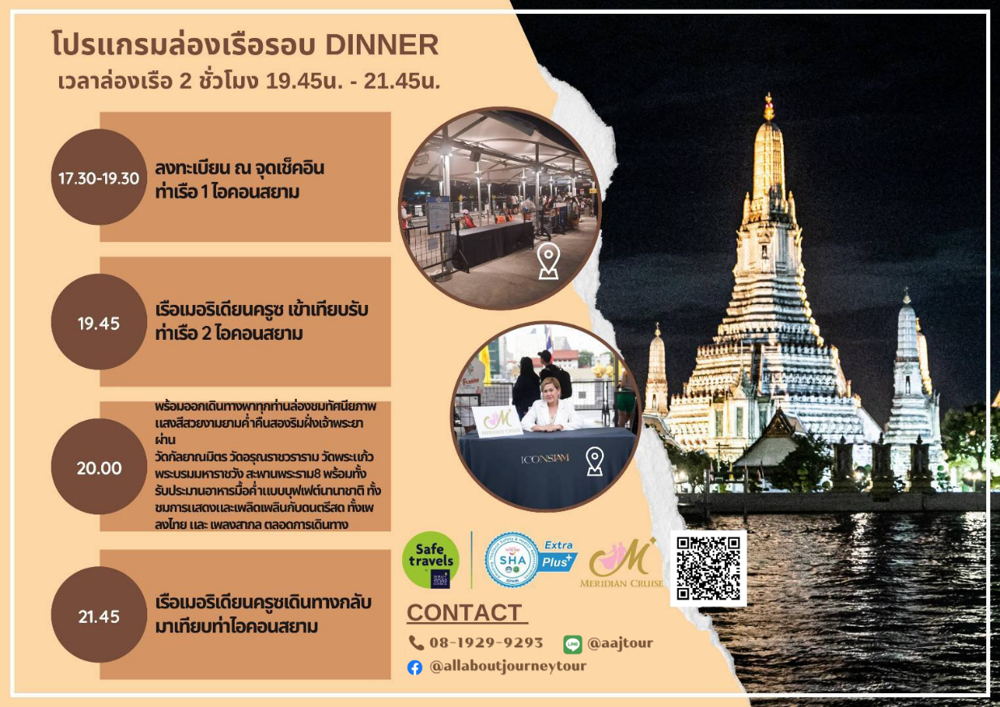 โปรแกรมล่องเรือรอบ DINNER
เวลาล่องเรือ 2 ชั่วโมง 19.45น. - 21.45น.
17.30-19.30
ลงทะเบียน ณ จุดเช็คอิน
ท่าเรือ 1 ไอคอนสยาม
19.45
เรือเมอริเดียนครูซ เข้าเทียบรับ
ท่าเรือ 2 ไอคอนสยาม
20.00
พร้อมออกเดินทางพาทุกท่านล่องชมทัศนียภาพ
แสงสีสวยงามยามค่ำคืนสองริมฝั่งเจ้าพระยา
ผ่าน
วัดกัลยาณมิตร วัดอรุณราชวราราม วัดพระแก้ว
พระบรมมหาราชวัง สะพานพระราม8 พร้อมทั้ง
รับประมานอาหารมื้อค่ำแบบบุฟเฟต์นานาชาติ ทั้ง
ชมการแสดงและเพลิดเพลินกับดนตรีสด ทั้งเพ
ลงไทย และ เพลงสากล ตลอดการเดินทาง
21.45
เรือเมอริเดียนครูซเดินทางกลับ
มาเทียบท่าไอคอนสยาม
M
MERIDIAN CRUISE
ICONSIAM
Safe
travels
SHA
Extra
Plus+
M
MERIDIAN CRUISE
CONTACT
08-1929-9293
LINE
@aajtour
@allaboutjourneytour